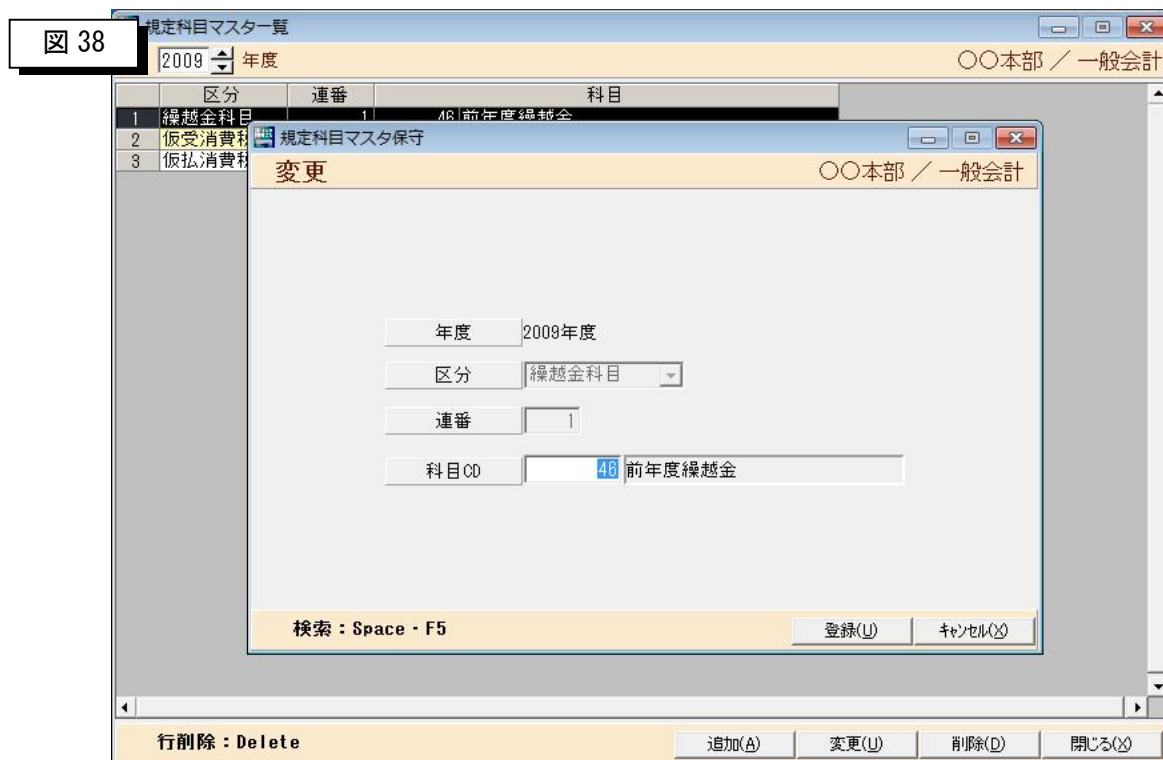 図 38
規定科目マスター覧
2009 年度
〇〇本部 ／ 一般会計
区分 連番 科目
1 繰越金科目 1 46 前年度繰越金
2 仮受消費税
3 仮払消費税
規定科目マスタ保守
変更
〇〇本部 ／ 一般会計
年度 2009年度
区分 繰越金科目
連番 1
科目CD 46 前年度繰越金
検索：Space・F5
登録(U) キャンセル(X)
行削除：Delete
追加(A) 変更(U) 削除(D) 閉じる(X)